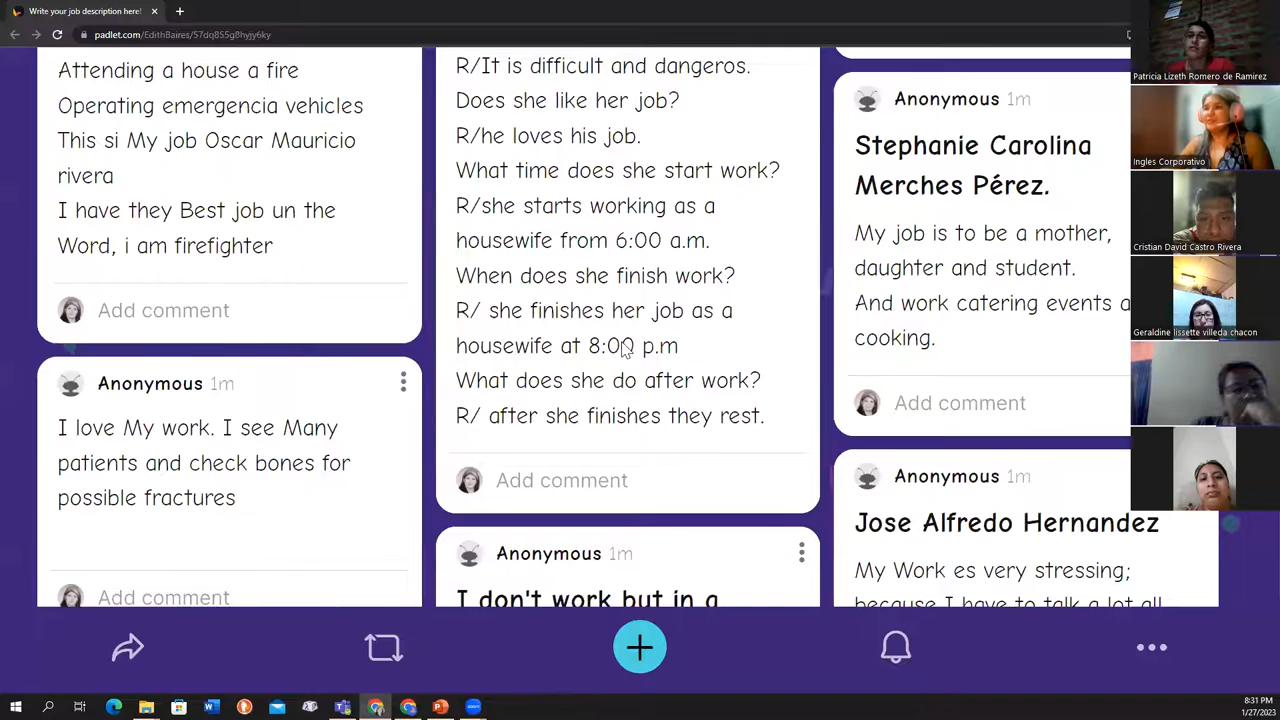 Write your job description here!
padlet.com/EdithBaires/57dq855g8hyjy6ky
Attending a house a fire
Operating emergencia vehicles
This si My job Oscar Mauricio
rivera
I have they Best job un the
Word, i am firefighter
Add comment
Anonymous 1m
I love My work. I see Many
patients and check bones for
possible fractures
Add comment
R/It is difficult and dangeros.
Does she like her job?
R/he loves his job.
What time does she start work?
R/she starts working as a
housewife from 6:00 a.m.
When does she finish work?
R/ she finishes her job as a
housewife at 8:00 p.m
What does she do after work?
R/ after she finishes they rest.
Add comment
Anonymous 1m
I don't work but in a
Anonymous 1m
Stephanie Carolina
Merches Pérez.
My job is to be a mother,
daughter and student.
And work catering events a
cooking.
Add comment
Anonymous 1m
Jose Alfredo Hernandez
My Work es very stressing;
because I have to talk a lot all
Patricia Lizeth Romero de Ramirez
Ingles Corporativo
Cristian David Castro Rivera
Geraldine lissette villeda chacon
8:31 PM
1/27/2023